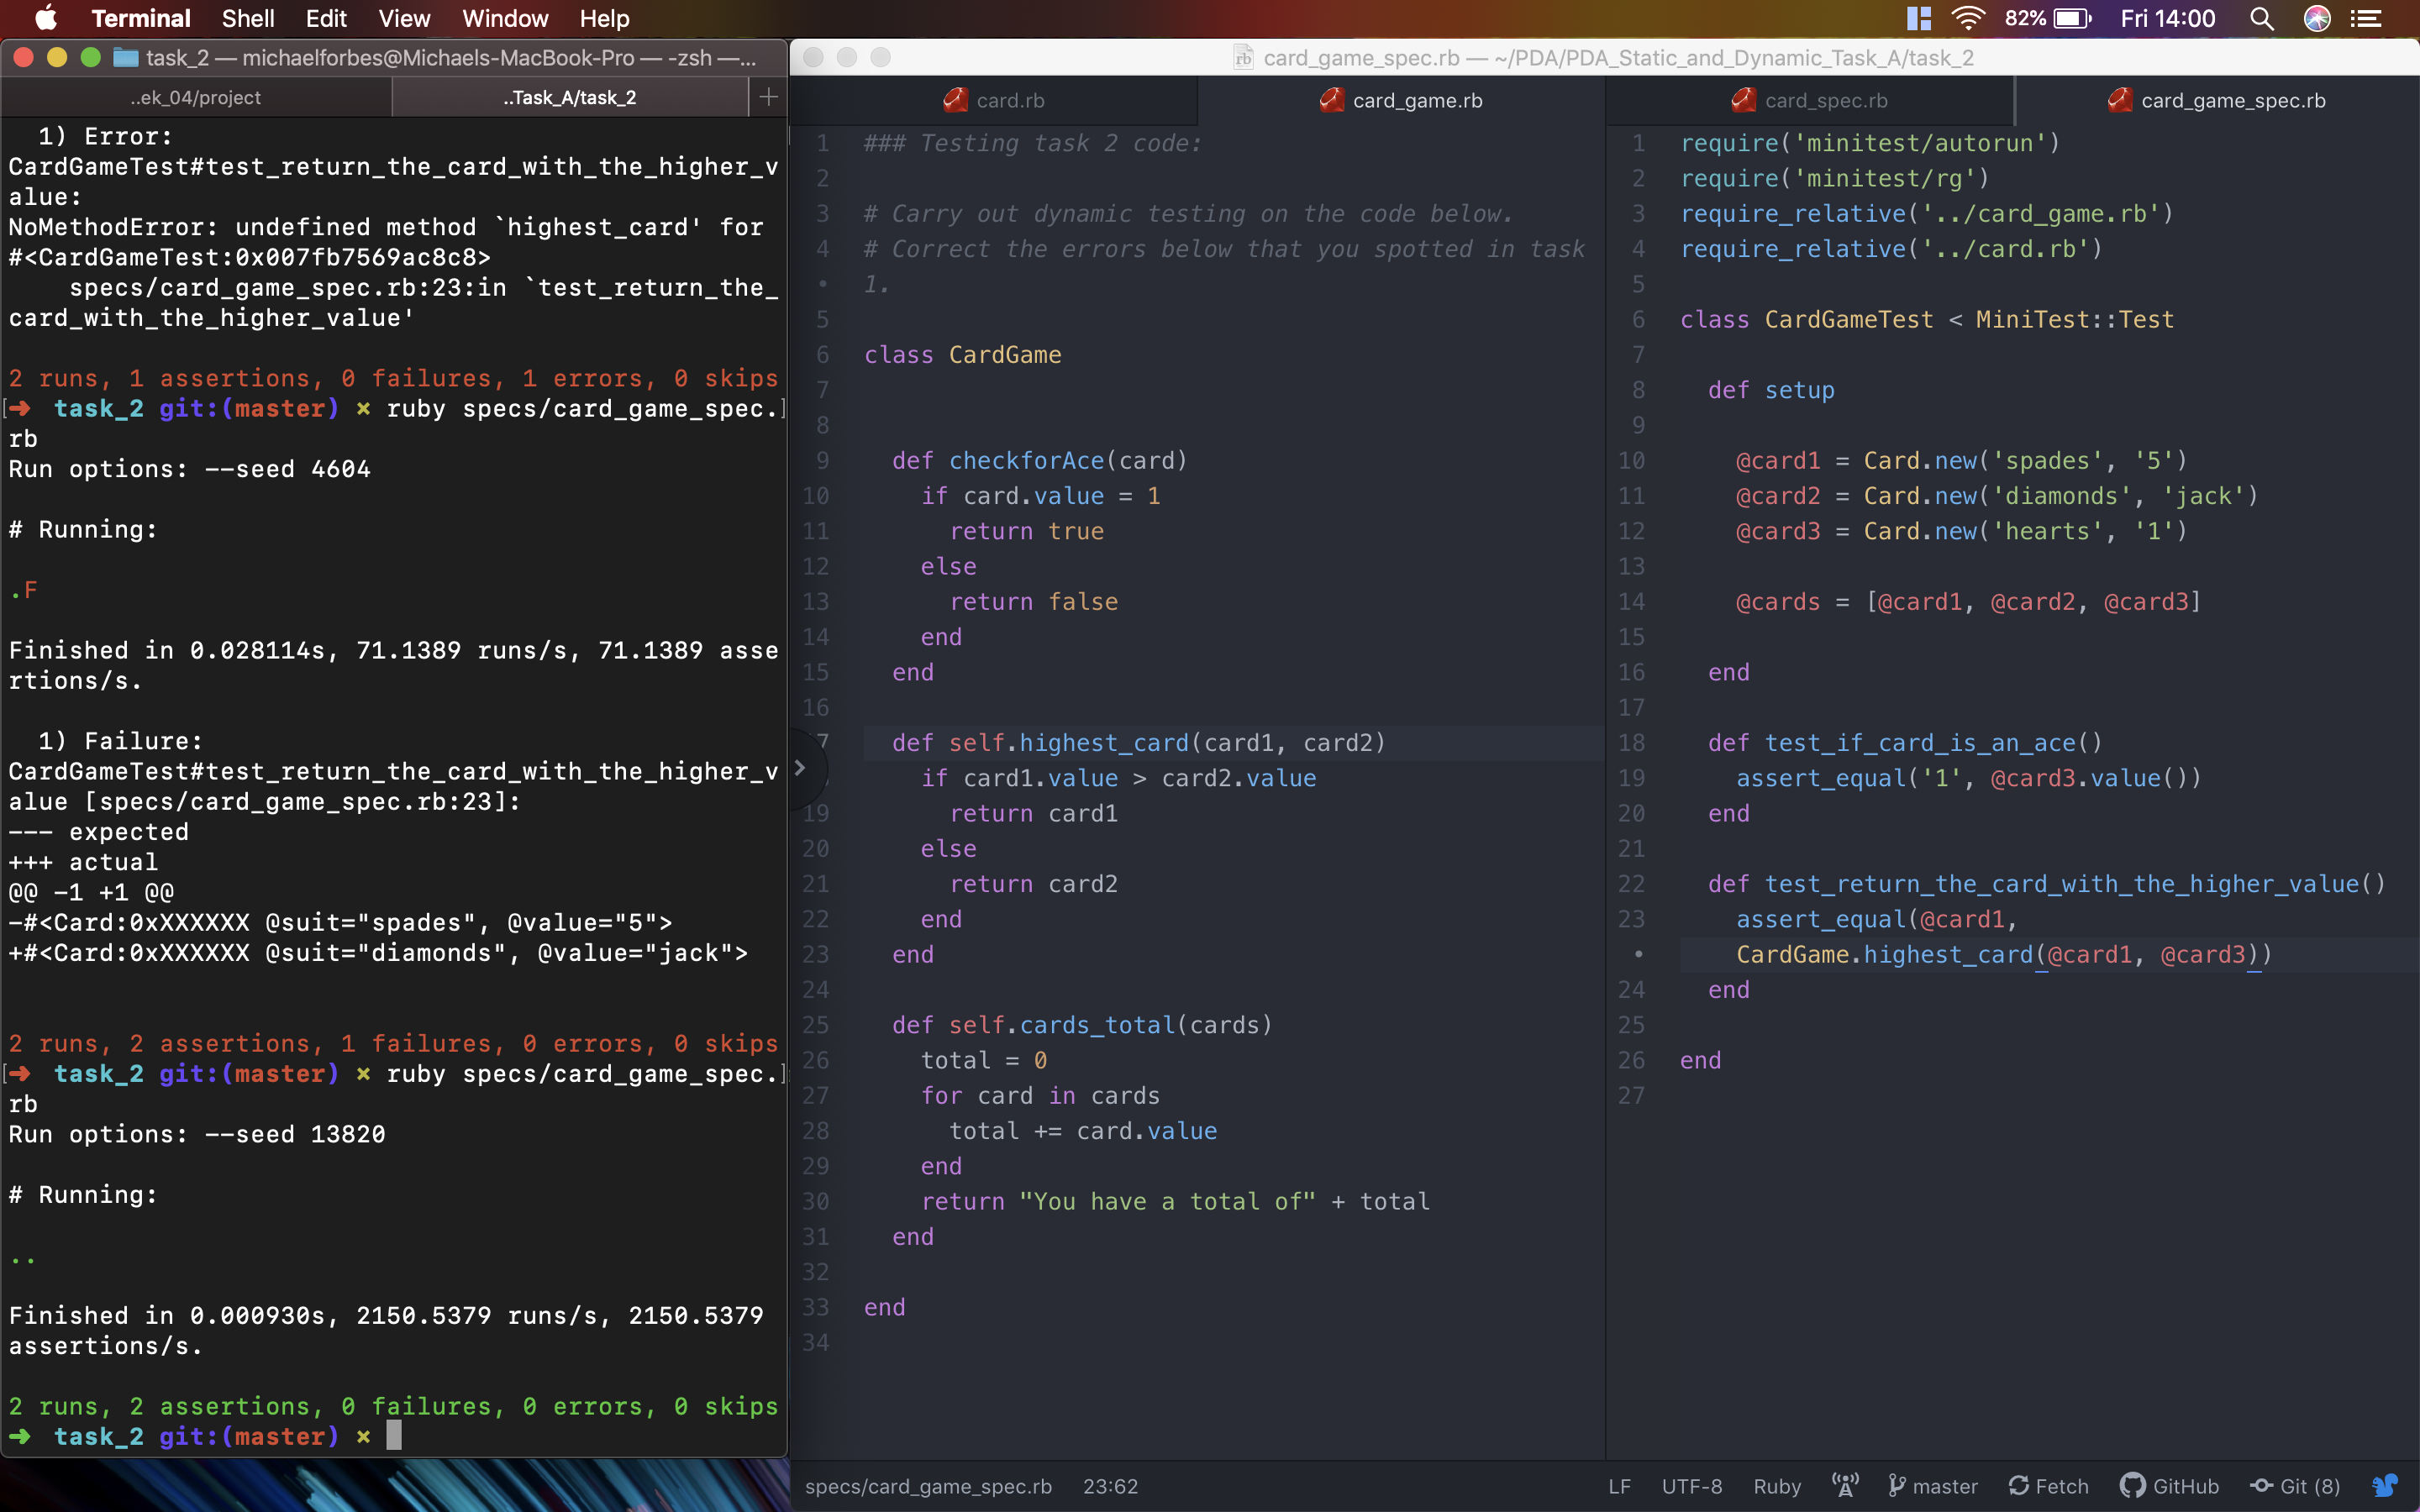 Terminal Shell Edit View Window Help 82% Fri 14:00
task_2 — michaelforbes@Michaels-MacBook-Pro — -zsh —...
..ek_04/project ..Task_A/task_2 +
  1) Error:
CardGameTest#test_return_the_card_with_the_higher_v
alue:
NoMethodError: undefined method `highest_card' for
#<CardGameTest:0x007fb7569ac8c8>
    specs/card_game_spec.rb:23:in `test_return_the_
card_with_the_higher_value'
2 runs, 1 assertions, 0 failures, 1 errors, 0 skips
[➜  task_2 git:(master) × ruby specs/card_game_spec.]
rb
Run options: --seed 4604
# Running:
.F
Finished in 0.028114s, 71.1389 runs/s, 71.1389 asse
rtions/s.
  1) Failure:
CardGameTest#test_return_the_card_with_the_higher_v
alue [specs/card_game_spec.rb:23]:
--- expected
+++ actual
@@ -1 +1 @@
-#<Card:0xXXXXXX @suit="spades", @value="5">
+#<Card:0xXXXXXX @suit="diamonds", @value="jack">
2 runs, 2 assertions, 1 failures, 0 errors, 0 skips
[➜  task_2 git:(master) × ruby specs/card_game_spec.]
rb
Run options: --seed 13820
# Running:
..
Finished in 0.000930s, 2150.5379 runs/s, 2150.5379
assertions/s.
2 runs, 2 assertions, 0 failures, 0 errors, 0 skips
➜  task_2 git:(master) ×
card_game_spec.rb — ~/PDA/PDA_Static_and_Dynamic_Task_A/task_2
card.rb card_game.rb
1 ### Testing task 2 code:
2
3 # Carry out dynamic testing on the code below.
4 # Correct the errors below that you spotted in task
• 1.
5
6 class CardGame
7
8
9   def checkforAce(card)
10     if card.value = 1
11       return true
12     else
13       return false
14     end
15   end
16
7   def self.highest_card(card1, card2)
    if card1.value > card2.value
19       return card1
20     else
21       return card2
22     end
23   end
24
25   def self.cards_total(cards)
26     total = 0
27     for card in cards
28       total += card.value
29     end
30     return "You have a total of" + total
31   end
32
33 end
34
card_spec.rb card_game_spec.rb
1 require('minitest/autorun')
2 require('minitest/rg')
3 require_relative('../card_game.rb')
4 require_relative('../card.rb')
5
6 class CardGameTest < MiniTest::Test
7
8   def setup
9
10     @card1 = Card.new('spades', '5')
11     @card2 = Card.new('diamonds', 'jack')
12     @card3 = Card.new('hearts', '1')
13
14     @cards = [@card1, @card2, @card3]
15
16   end
17
18   def test_if_card_is_an_ace()
19     assert_equal('1', @card3.value())
20   end
21
22   def test_return_the_card_with_the_higher_value()
23     assert_equal(@card1,
•     CardGame.highest_card(@card1, @card3))
24   end
25
26 end
27
specs/card_game_spec.rb 23:62 LF UTF-8 Ruby master Fetch GitHub Git (8)